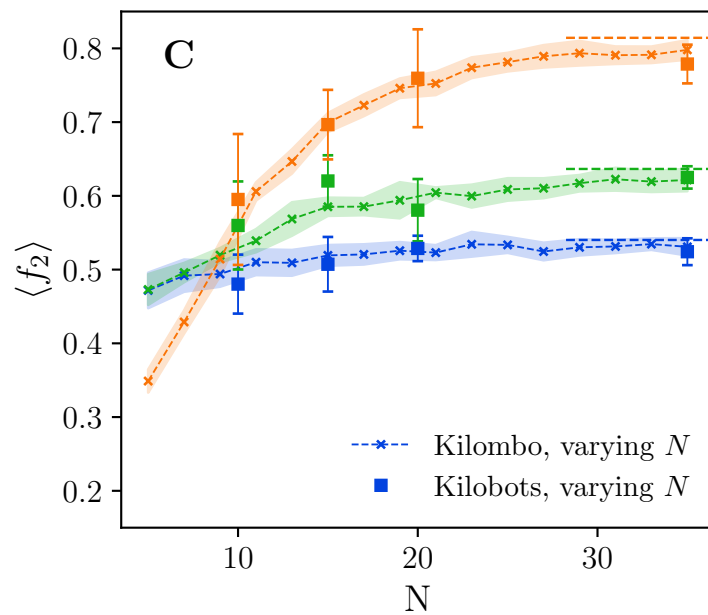 C
0.8
0.7
0.6
0.5
0.4
0.3
0.2
⟨f₂⟩
Kilombo, varying N
Kilobots, varying N
10 20 30
N